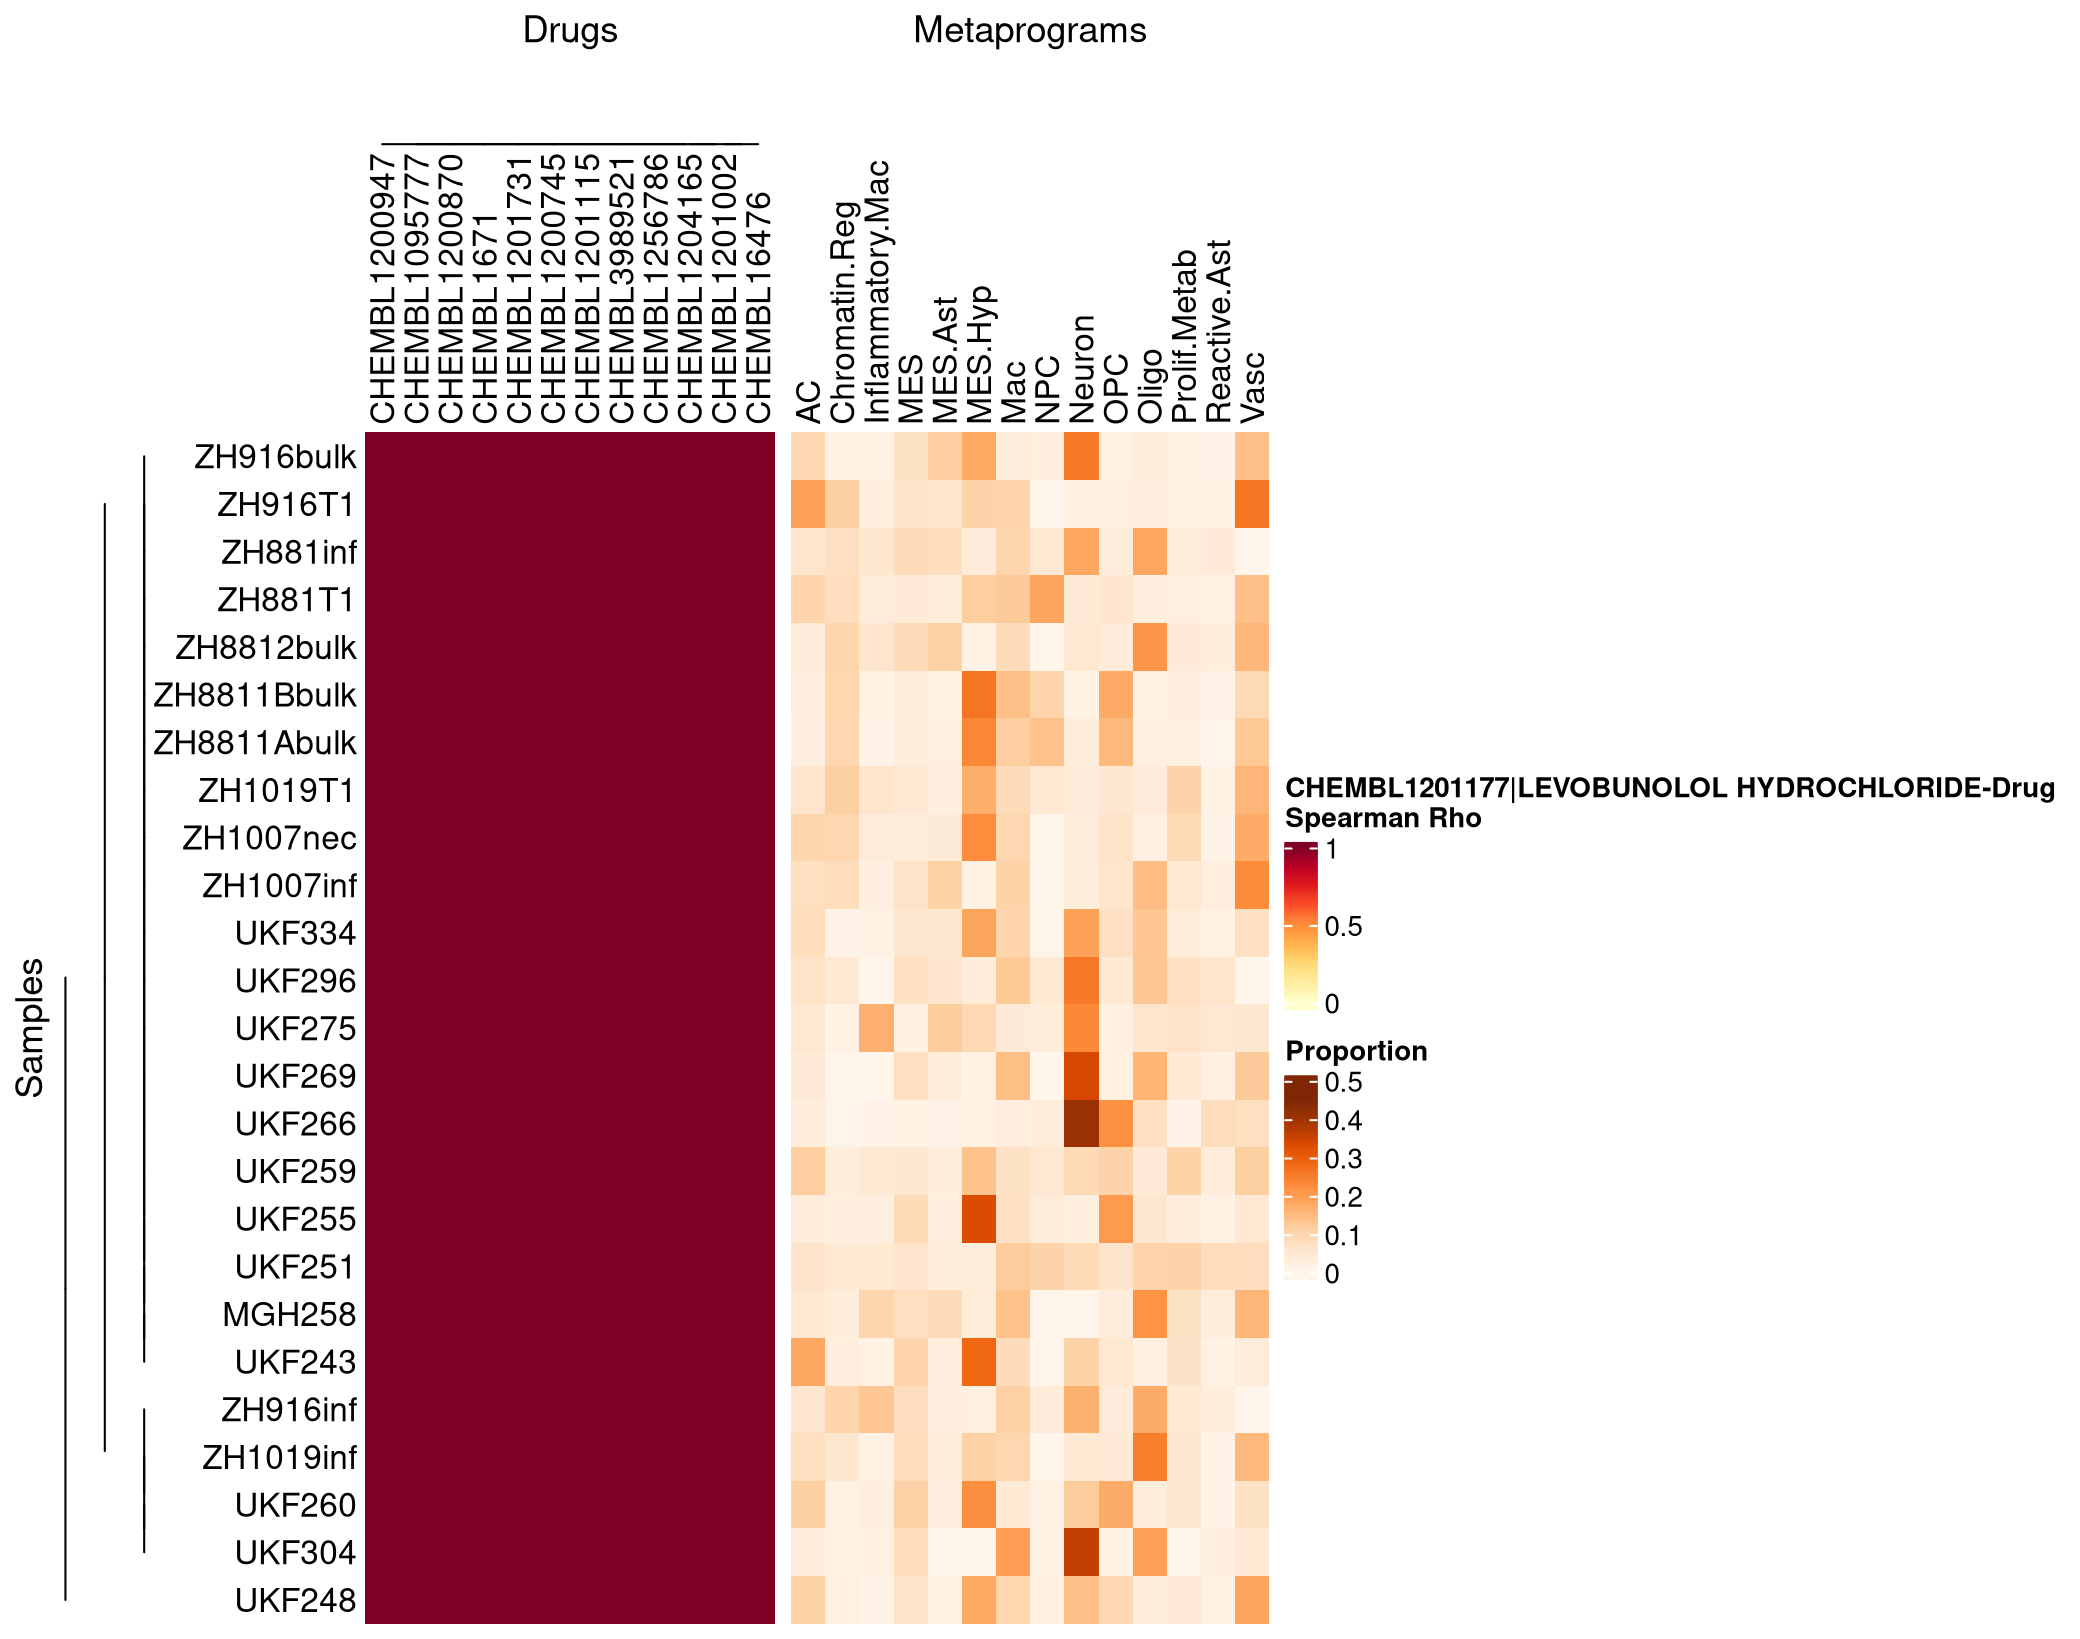 Drugs
Metaprograms
CHEMBL1200947
CHEMBL1095777
CHEMBL1200870
CHEMBL1671
CHEMBL1201731
CHEMBL1200745
CHEMBL1201115
CHEMBL3989521
CHEMBL1256786
CHEMBL1204165
CHEMBL1201002
CHEMBL16476
AC
Chromatin.Reg
Inflammatory.Mac
MES
MES.Ast
MES.Hyp
Mac
NPC
Neuron
OPC
Oligo
Prolif.Metab
Reactive.Ast
Vasc
Samples
ZH916bulk
ZH916T1
ZH881inf
ZH881T1
ZH8812bulk
ZH8811Bbulk
ZH8811Abulk
ZH1019T1
ZH1007nec
ZH1007inf
UKF334
UKF296
UKF275
UKF269
UKF266
UKF259
UKF255
UKF251
MGH258
UKF243
ZH916inf
ZH1019inf
UKF260
UKF304
UKF248
CHEMBL1201177|LEVOBUNOLOL HYDROCHLORIDE-Drug
Spearman Rho
1
0.5
0
Proportion
0.5
0.4
0.3
0.2
0.1
0